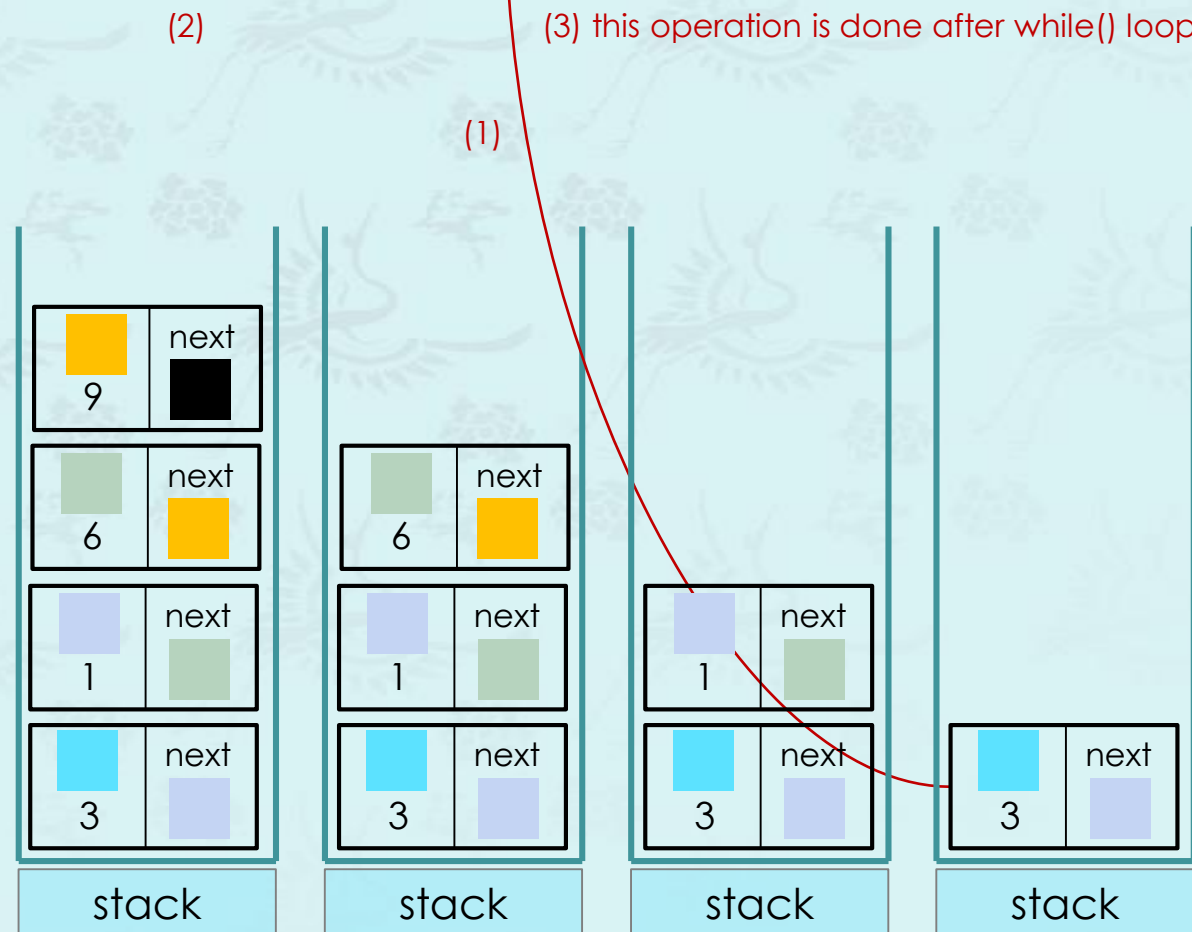 (2)
(3) this operation is done after while() loop
(1)
next
9
next
6
next
6
next
1
next
1
next
1
next
3
next
3
next
3
next
3
stack
stack
stack
stack